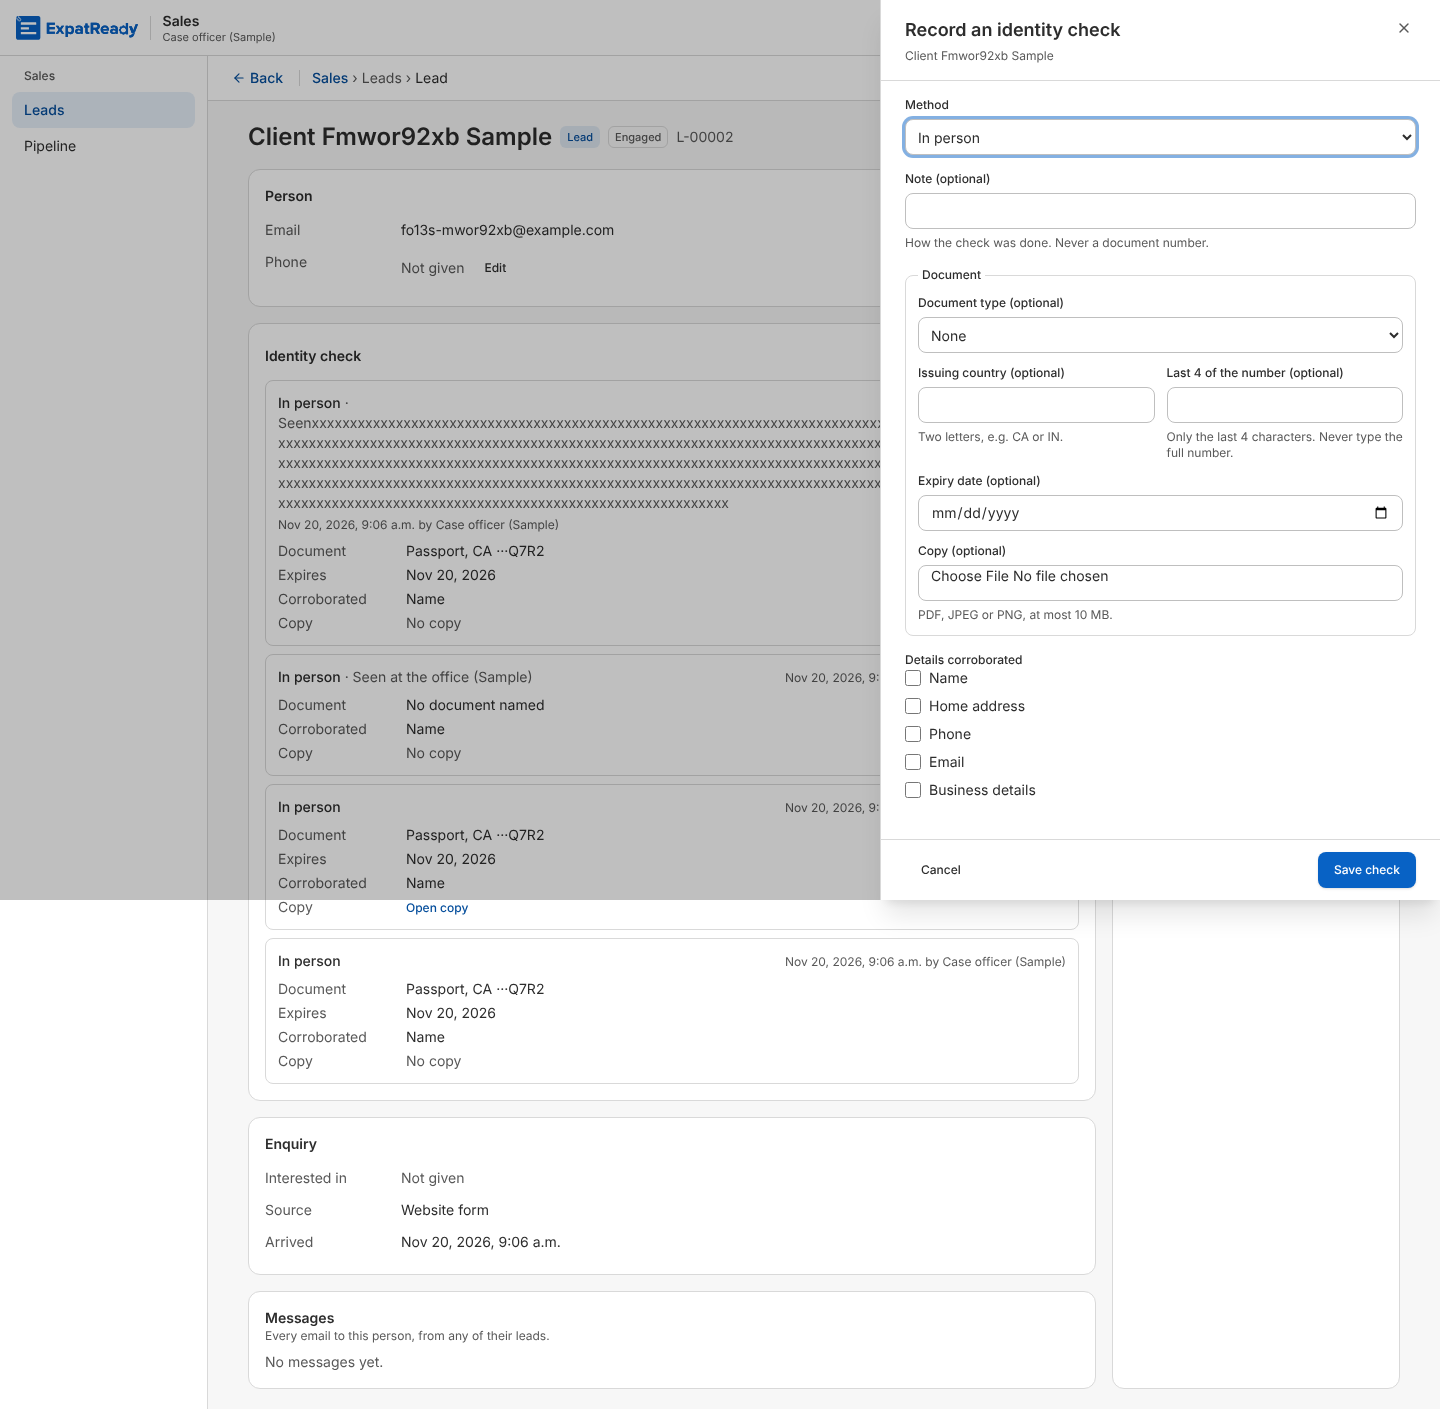 ExpatReady
Sales
Case officer (Sample)
Sales
Leads
Pipeline
← Back
Sales › Leads › Lead
Client Fmwor92xb Sample Lead Engaged L-00002
Person
Email fo13s-mwor92xb@example.com
Phone Not given Edit
Identity check
In person ·
Nov 20, 2026, 9:06 a.m. by Case officer (Sample)
Document Passport, CA ···Q7R2
Expires Nov 20, 2026
Corroborated Name
Copy No copy
In person · Seen at the office (Sample) Nov 20, 2026, 9:
Document No document named
Corroborated Name
Copy No copy
In person Nov 20, 2026, 9:
Document Passport, CA ···Q7R2
Expires Nov 20, 2026
Corroborated Name
Copy Open copy
In person Nov 20, 2026, 9:06 a.m. by Case officer (Sample)
Document Passport, CA ···Q7R2
Expires Nov 20, 2026
Corroborated Name
Copy No copy
Enquiry
Interested in Not given
Source Website form
Arrived Nov 20, 2026, 9:06 a.m.
Messages
Every email to this person, from any of their leads.
No messages yet.
Record an identity check
Client Fmwor92xb Sample
Method
In person
Note (optional)
How the check was done. Never a document number.
Document
Document type (optional)
None
Issuing country (optional) Last 4 of the number (optional)
Two letters, e.g. CA or IN. Only the last 4 characters. Never type the
full number.
Expiry date (optional)
mm/dd/yyyy
Copy (optional)
Choose File No file chosen
PDF, JPEG or PNG, at most 10 MB.
Details corroborated
Name
Home address
Phone
Email
Business details
Cancel Save check